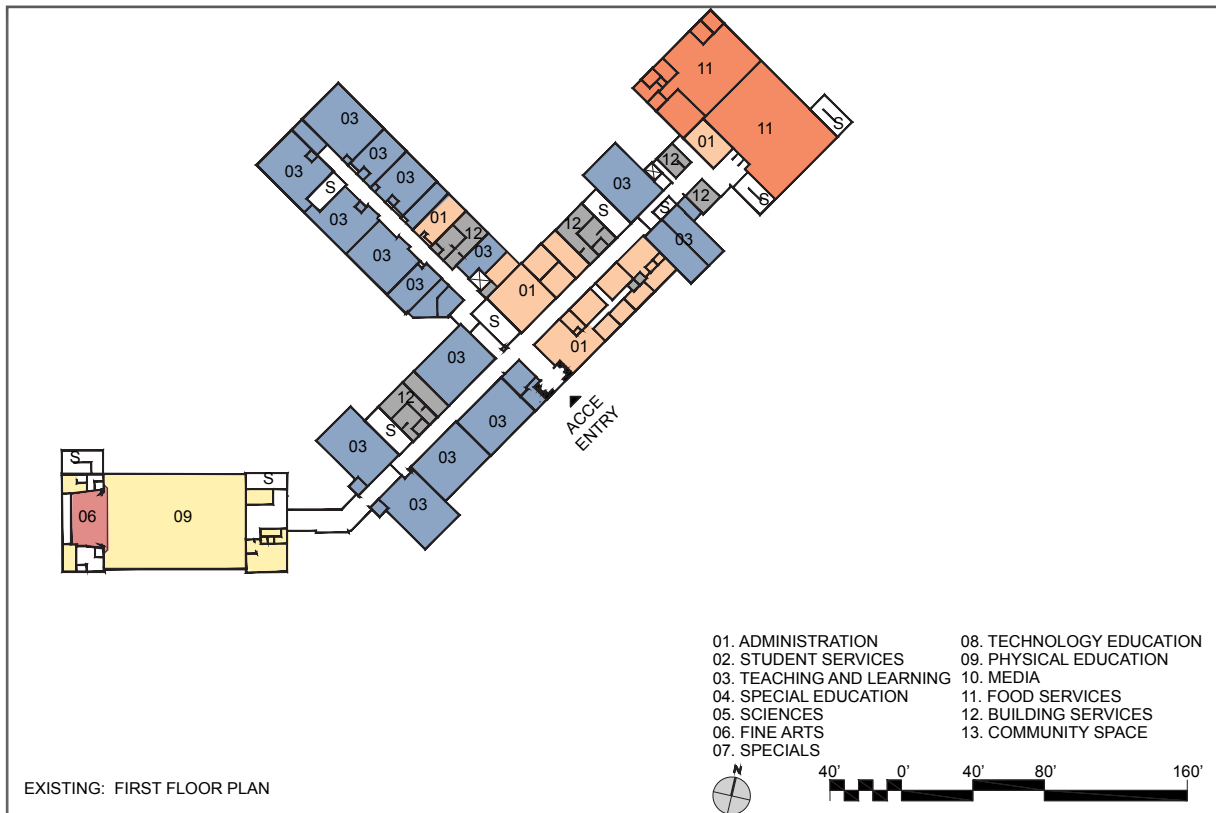 11
11
S
01
03
03
03
12
03
S
03
S
03
01
12
12
S
S
S
03
12
03
03
03
03
01
S
01
03
03
12
ACCE
ENTRY
S
03
03
03
S
S
06
09
03
01. ADMINISTRATION
02. STUDENT SERVICES
03. TEACHING AND LEARNING
04. SPECIAL EDUCATION
05. SCIENCES
06. FINE ARTS
07. SPECIALS
08. TECHNOLOGY EDUCATION
09. PHYSICAL EDUCATION
10. MEDIA
11. FOOD SERVICES
12. BUILDING SERVICES
13. COMMUNITY SPACE
EXISTING: FIRST FLOOR PLAN
N
40' 0' 40' 80' 160'